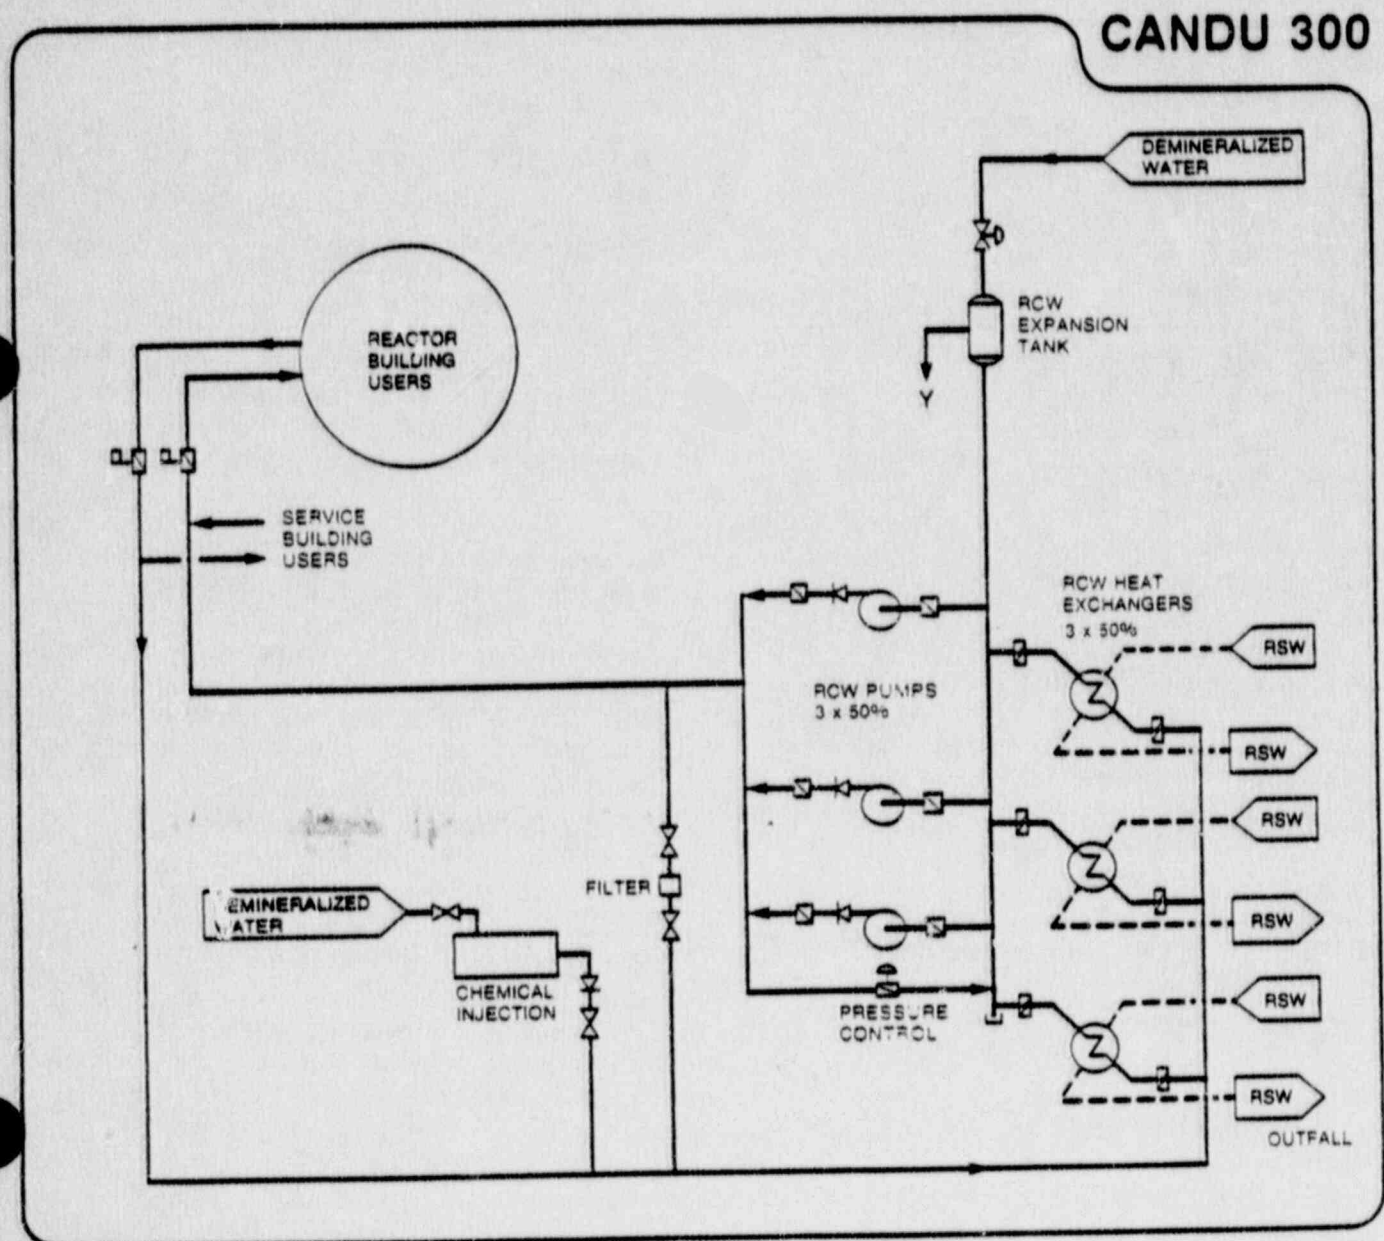 CANDU 300
DEMINERALIZED
WATER
RCW
EXPANSION
TANK
Y
REACTOR
BUILDING
USERS
SERVICE
BUILDING
USERS
RCW HEAT
EXCHANGERS
3 x 50%
RSW
RCW PUMPS
3 x 50%
RSW
RSW
FILTER
EMINERALIZED
ATER
RSW
CHEMICAL
INJECTION
PRESSURE
CONTROL
RSW
RSW
OUTFALL